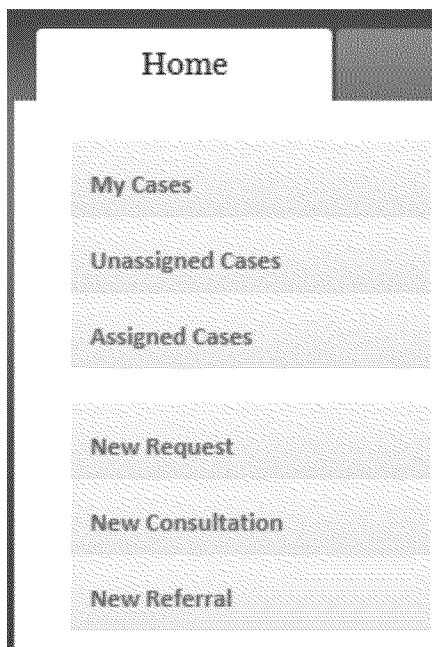 Home
My Cases
Unassigned Cases
Assigned Cases
New Request
New Consultation
New Referral